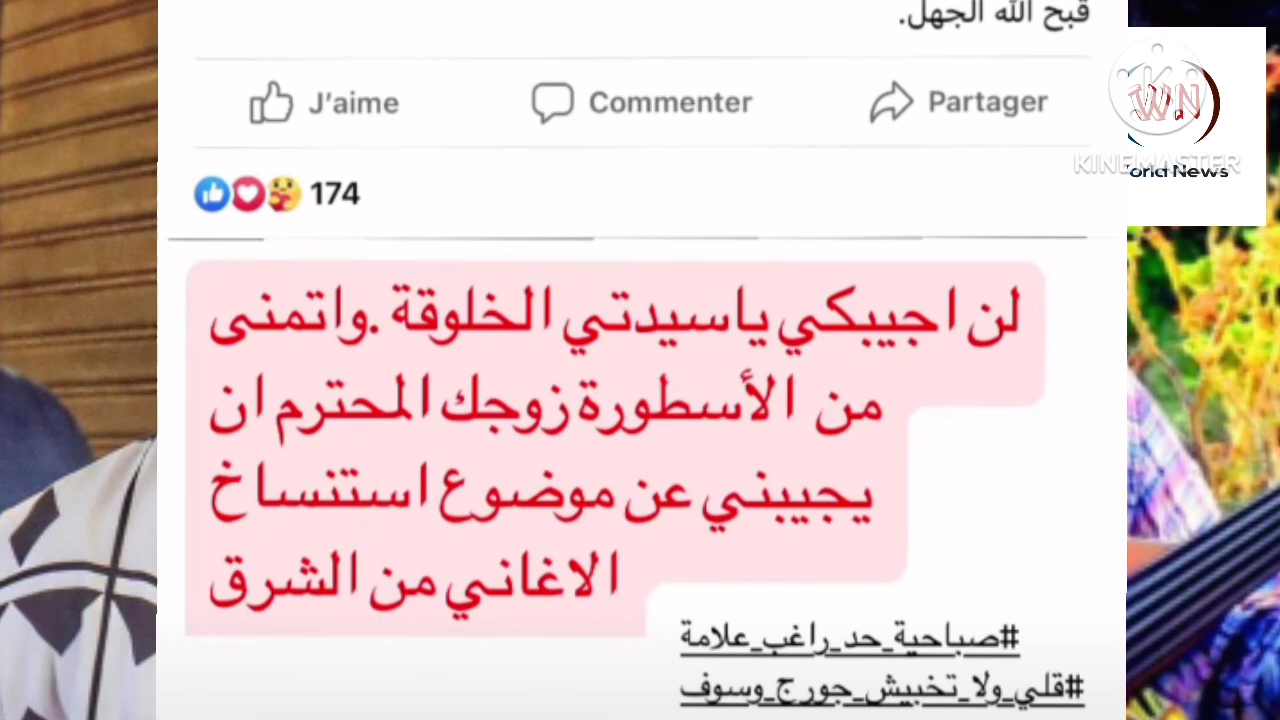 قبح الله الجهل.
J’aime
Commenter
Partager
174
KINEMASTER
World News
لن اجيبكي ياسيدتي الخلوقة .واتمنى
من الأسطورة زوجك المحترم ان
يجيبني عن موضوع استنساخ
الاغاني من الشرق
#صباحية_حد_راغب_علامة
#قلي_ولا_تخبيش_جورج_وسوف